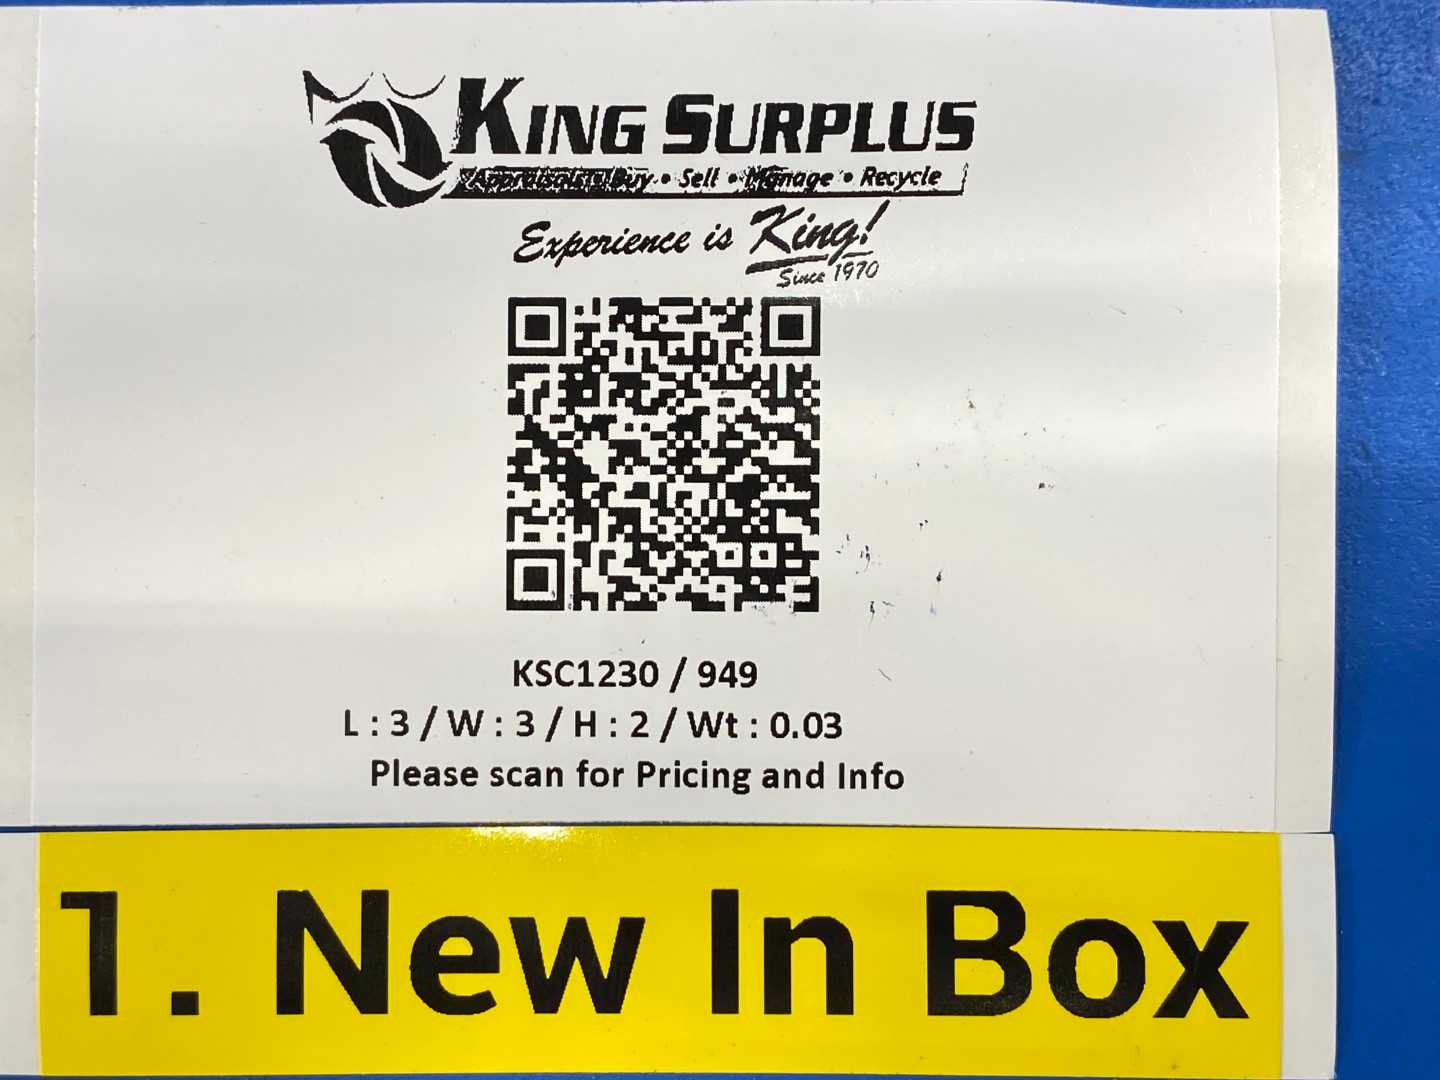 KING SURPLUS
Appraisals • Buy • Sell • Manage • Recycle
Experience is King!
Since 1970
KSC1230 / 949
L : 3 / W : 3 / H : 2 / Wt : 0.03
Please scan for Pricing and Info
1. New In Box